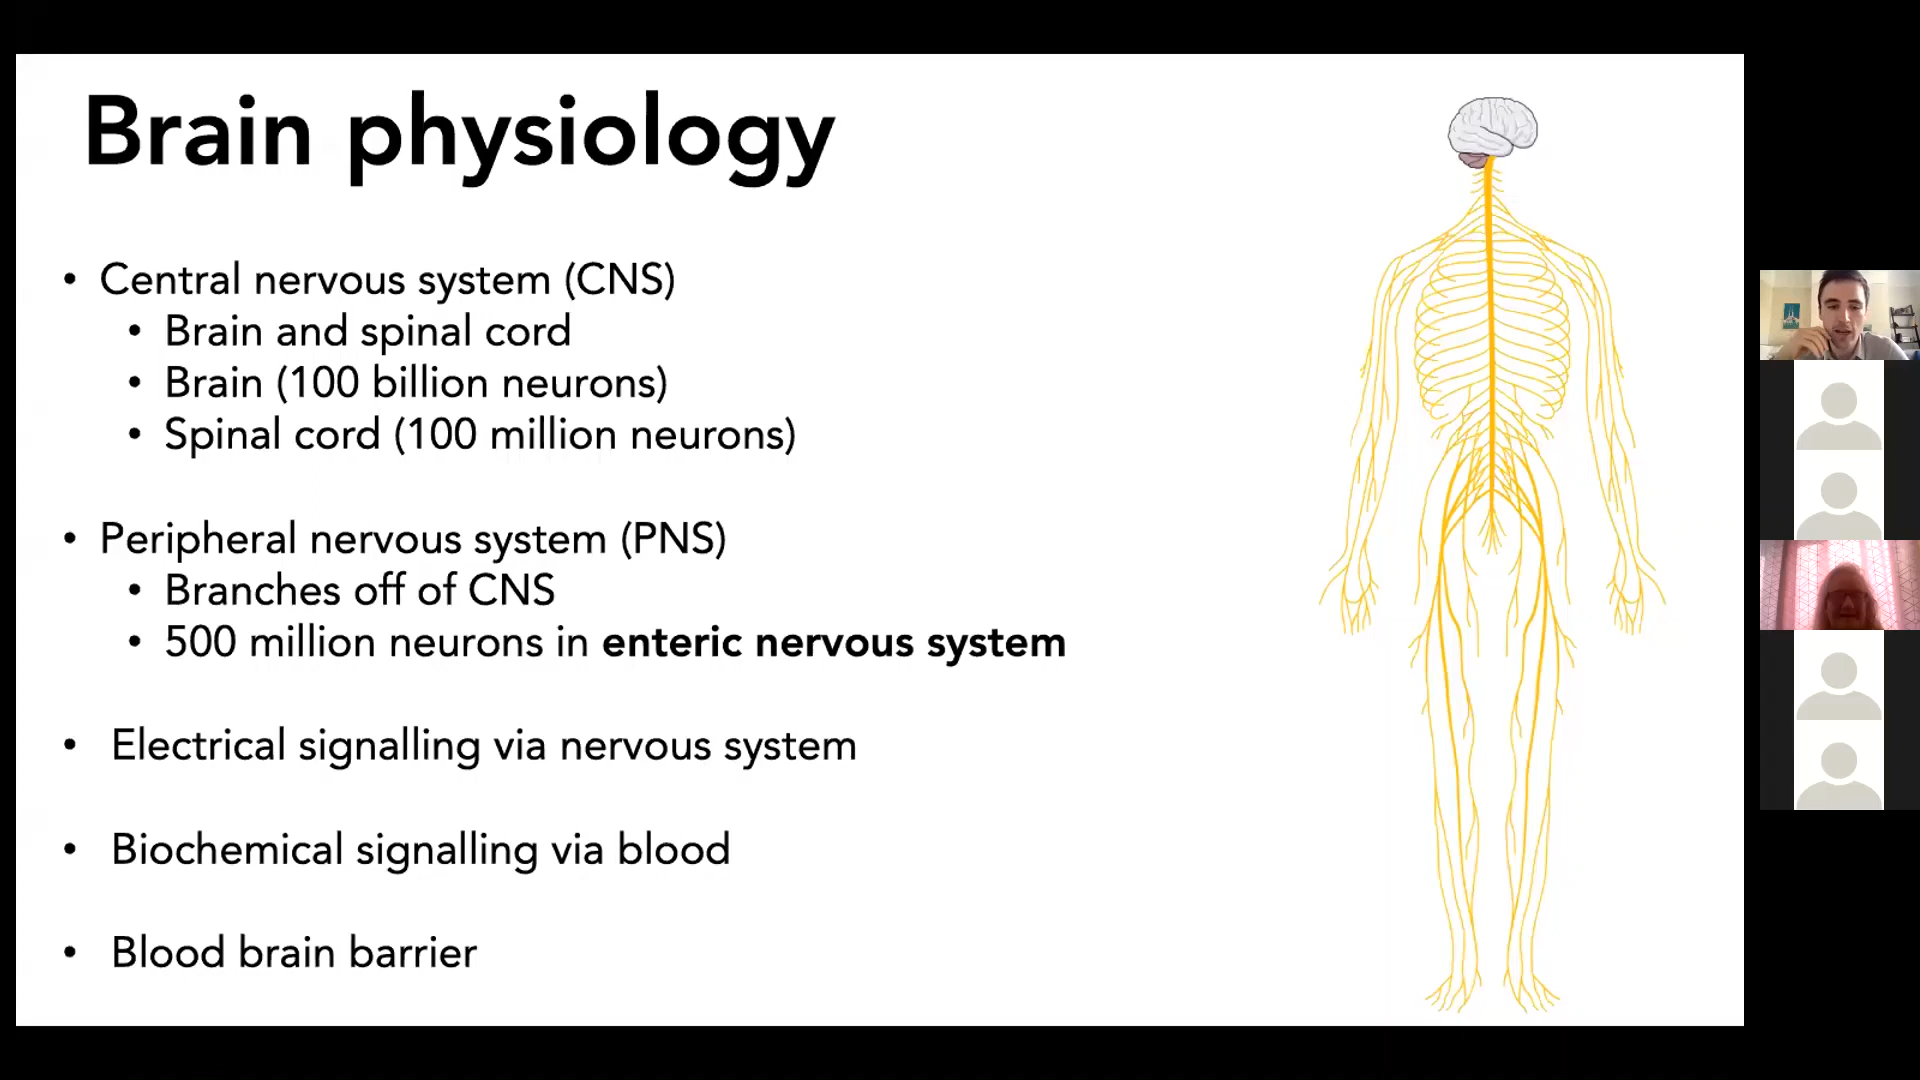 Brain physiology
• Central nervous system (CNS)
• Brain and spinal cord
• Brain (100 billion neurons)
• Spinal cord (100 million neurons)
• Peripheral nervous system (PNS)
• Branches off of CNS
• 500 million neurons in enteric nervous system
• Electrical signalling via nervous system
• Biochemical signalling via blood
• Blood brain barrier